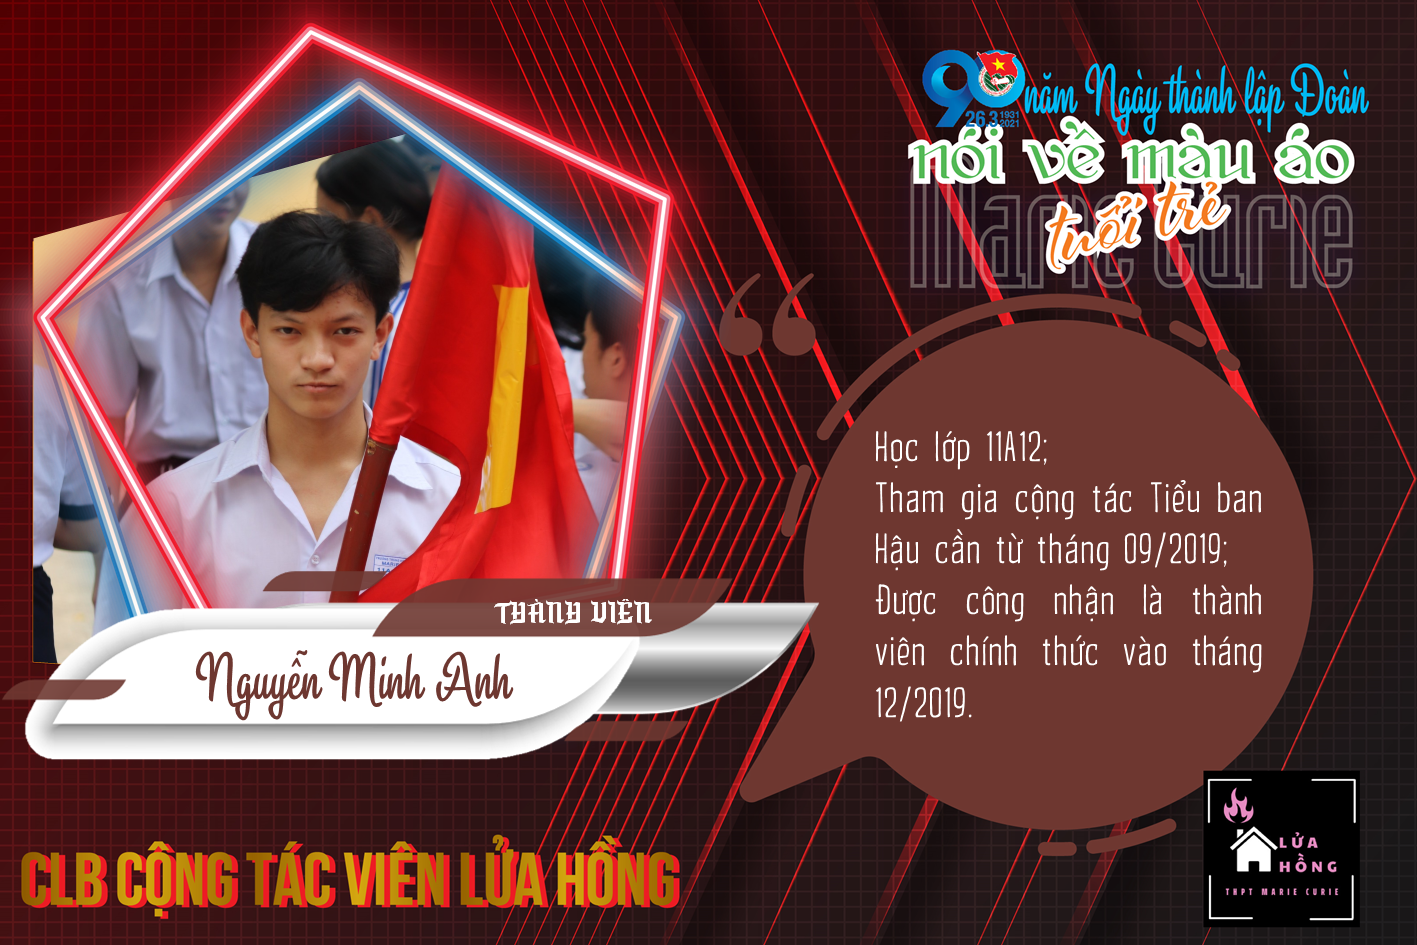 90 năm Ngày thành lập Đoàn
26.3 1931 2021
nói về màu áo
tuổi trẻ
Marie Curie
Học lớp 11A12;
Tham gia cộng tác Tiểu ban
Hậu cần từ tháng 09/2019;
Được công nhận là thành
viên chính thức vào tháng
12/2019.
THÀNH VIÊN
Nguyễn Minh Anh
CLB CỘNG TÁC VIÊN LỬA HỒNG
LỬA
HỒNG
THPT MARIE CURIE